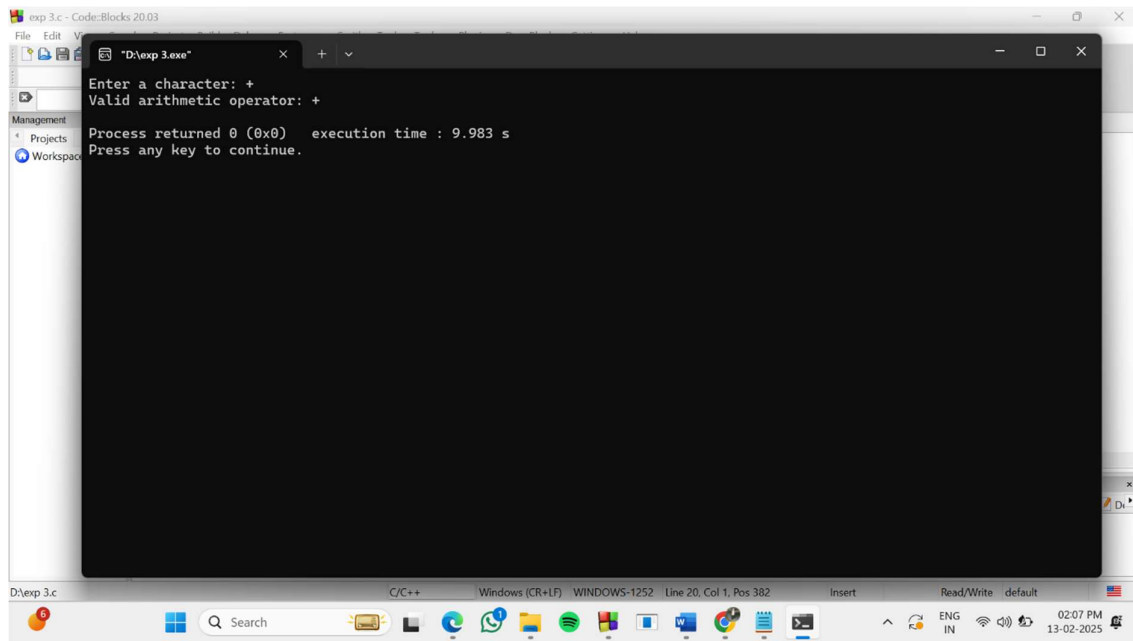 exp 3.c - Code::Blocks 20.03
File Edit
"D:\exp 3.exe"
Enter a character: +
Valid arithmetic operator: +
Process returned 0 (0x0)   execution time : 9.983 s
Press any key to continue.
Management
Projects
Workspace
D:\exp 3.c C/C++ Windows (CR+LF) WINDOWS-1252 Line 20, Col 1, Pos 382 Insert Read/Write default
6 Search 1 W ENG 02:07 PM
IN 13-02-2025